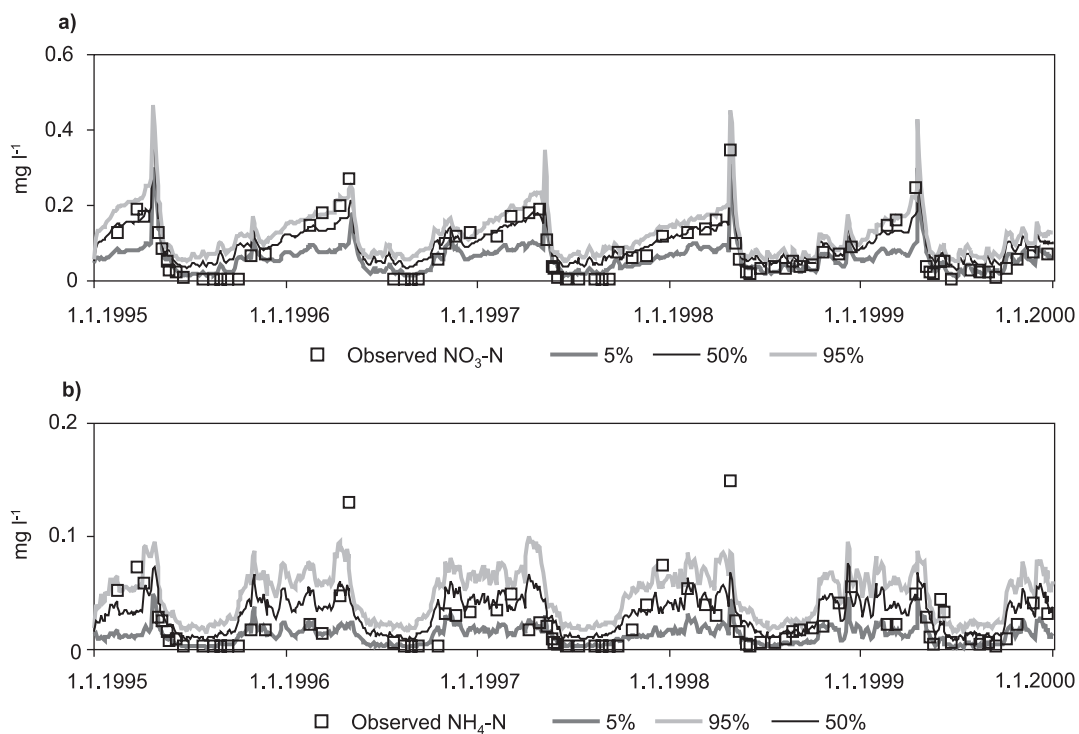 a)
0.6
0.4
0.2
0
mg l⁻¹
1.1.1995 1.1.1996 1.1.1997 1.1.1998 1.1.1999 1.1.2000
Observed NO₃-N 5% 50% 95%
b)
0.2
0.1
0
mg l⁻¹
1.1.1995 1.1.1996 1.1.1997 1.1.1998 1.1.1999 1.1.2000
Observed NH₄-N 5% 95% 50%